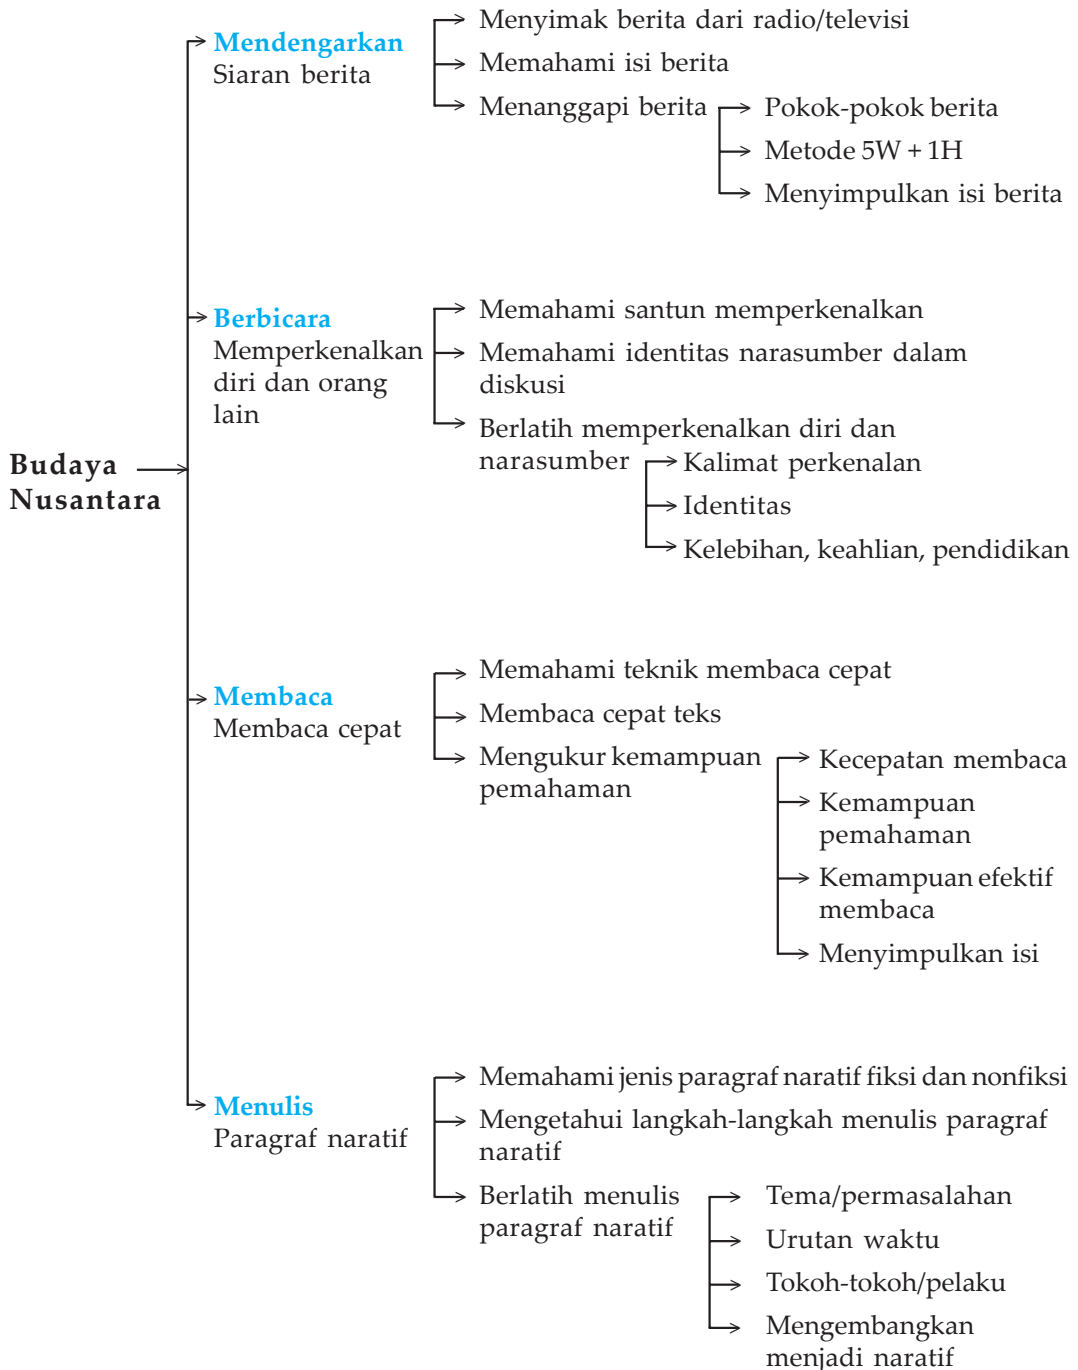 Budaya
Nusantara
Mendengarkan
Siaran berita
Menyimak berita dari radio/televisi
Memahami isi berita
Menanggapi berita
Pokok-pokok berita
Metode 5W + 1H
Menyimpulkan isi berita
Berbicara
Memperkenalkan
diri dan orang
lain
Memahami santun memperkenalkan
Memahami identitas narasumber dalam
diskusi
Berlatih memperkenalkan diri dan
narasumber
Kalimat perkenalan
Identitas
Kelebihan, keahlian, pendidikan
Membaca
Membaca cepat
Memahami teknik membaca cepat
Membaca cepat teks
Mengukur kemampuan
pemahaman
Kecepatan membaca
Kemampuan
pemahaman
Kemampuan efektif
membaca
Menyimpulkan isi
Menulis
Paragraf naratif
Memahami jenis paragraf naratif fiksi dan nonfiksi
Mengetahui langkah-langkah menulis paragraf
naratif
Berlatih menulis
paragraf naratif
Tema/permasalahan
Urutan waktu
Tokoh-tokoh/pelaku
Mengembangkan
menjadi naratif